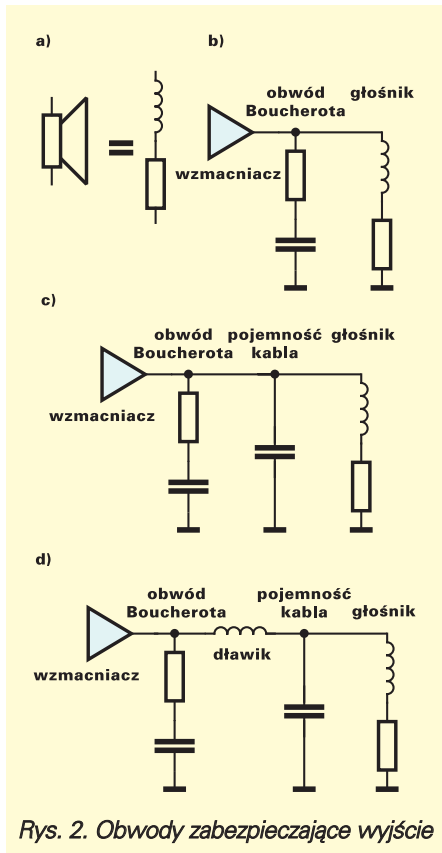 a)
b)
obwód
Boucherota
głośnik
wzmacniacz
c)
obwód
Boucherota
pojemność
kabla
głośnik
wzmacniacz
d)
obwód
Boucherota
pojemność
kabla
głośnik
dławik
wzmacniacz
Rys. 2. Obwody zabezpieczające wyjście